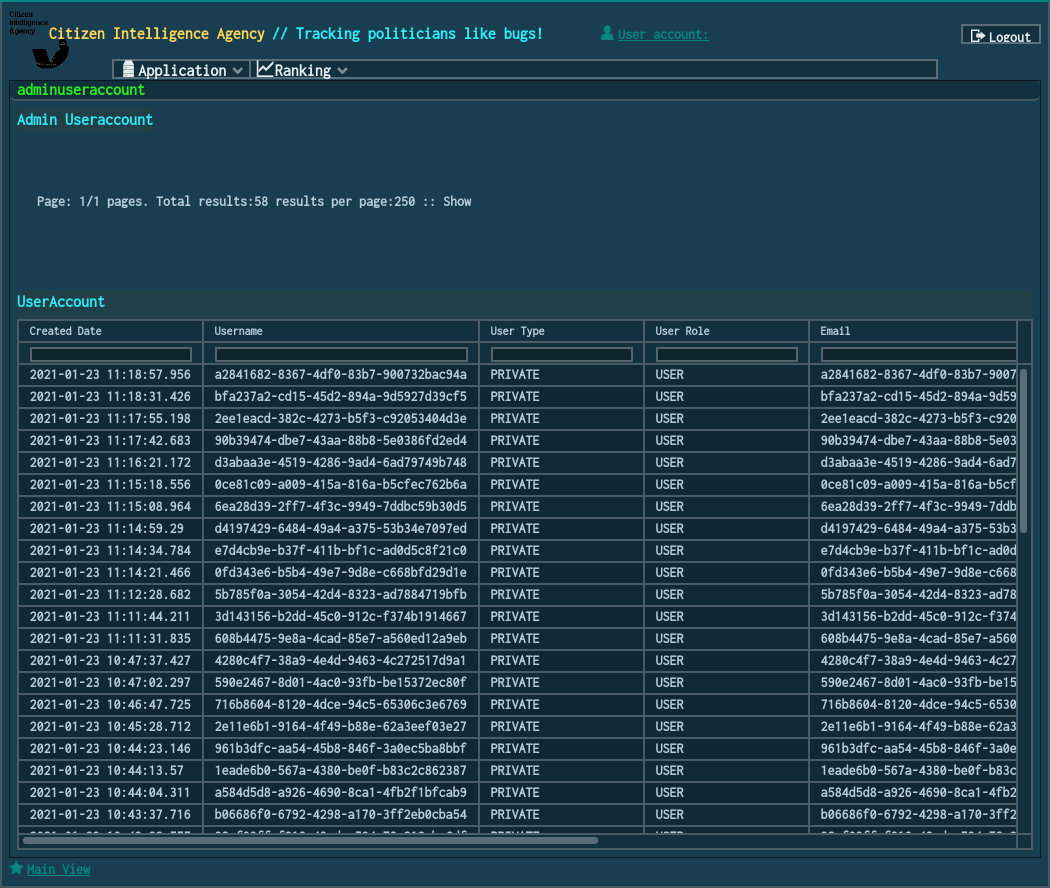 Citizen
Intelligence
Agency
Citizen Intelligence Agency // Tracking politicians like bugs!
User account:
Logout
Application
Ranking
adminuseraccount
Admin Useraccount
Page: 1/1 pages. Total results:58 results per page:250 :: Show
UserAccount
Created Date Username User Type User Role Email
2021-01-23 11:18:57.956 a2841682-8367-4df0-83b7-900732bac94a PRIVATE USER a2841682-8367-4df0-83b7-9007
2021-01-23 11:18:31.426 bfa237a2-cd15-45d2-894a-9d5927d39cf5 PRIVATE USER bfa237a2-cd15-45d2-894a-9d59
2021-01-23 11:17:55.198 2ee1eacd-382c-4273-b5f3-c92053404d3e PRIVATE USER 2ee1eacd-382c-4273-b5f3-c920
2021-01-23 11:17:42.683 90b39474-dbe7-43aa-88b8-5e0386fd2ed4 PRIVATE USER 90b39474-dbe7-43aa-88b8-5e03
2021-01-23 11:16:21.172 d3abaa3e-4519-4286-9ad4-6ad79749b748 PRIVATE USER d3abaa3e-4519-4286-9ad4-6ad7
2021-01-23 11:15:18.556 0ce81c09-a009-415a-816a-b5cfec762b6a PRIVATE USER 0ce81c09-a009-415a-816a-b5cf
2021-01-23 11:15:08.964 6ea28d39-2ff7-4f3c-9949-7ddbc59b30d5 PRIVATE USER 6ea28d39-2ff7-4f3c-9949-7ddb
2021-01-23 11:14:59.29 d4197429-6484-49a4-a375-53b34e7097ed PRIVATE USER d4197429-6484-49a4-a375-53b3
2021-01-23 11:14:34.784 e7d4cb9e-b37f-411b-bf1c-ad0d5c8f21c0 PRIVATE USER e7d4cb9e-b37f-411b-bf1c-ad0d
2021-01-23 11:14:21.466 0fd343e6-b5b4-49e7-9d8e-c668bfd29d1e PRIVATE USER 0fd343e6-b5b4-49e7-9d8e-c668
2021-01-23 11:12:28.682 5b785f0a-3054-42d4-8323-ad7884719bfb PRIVATE USER 5b785f0a-3054-42d4-8323-ad78
2021-01-23 11:11:44.211 3d143156-b2dd-45c0-912c-f374b1914667 PRIVATE USER 3d143156-b2dd-45c0-912c-f374
2021-01-23 11:11:31.835 608b4475-9e8a-4cad-85e7-a560ed12a9eb PRIVATE USER 608b4475-9e8a-4cad-85e7-a560
2021-01-23 10:47:37.427 4280c4f7-38a9-4e4d-9463-4c272517d9a1 PRIVATE USER 4280c4f7-38a9-4e4d-9463-4c27
2021-01-23 10:47:02.297 590e2467-8d01-4ac0-93fb-be15372ec80f PRIVATE USER 590e2467-8d01-4ac0-93fb-be15
2021-01-23 10:46:47.725 716b8604-8120-4dce-94c5-65306c3e6769 PRIVATE USER 716b8604-8120-4dce-94c5-6530
2021-01-23 10:45:28.712 2e11e6b1-9164-4f49-b88e-62a3eef03e27 PRIVATE USER 2e11e6b1-9164-4f49-b88e-62a3
2021-01-23 10:44:23.146 961b3dfc-aa54-45b8-846f-3a0ec5ba8bbf PRIVATE USER 961b3dfc-aa54-45b8-846f-3a0e
2021-01-23 10:44:13.57 1eade6b0-567a-4380-be0f-b83c2c862387 PRIVATE USER 1eade6b0-567a-4380-be0f-b83c
2021-01-23 10:44:04.311 a584d5d8-a926-4690-8ca1-4fb2f1bfcab9 PRIVATE USER a584d5d8-a926-4690-8ca1-4fb2
2021-01-23 10:43:37.716 b06686f0-6792-4298-a170-3ff2eb0cba54 PRIVATE USER b06686f0-6792-4298-a170-3ff2
Main View